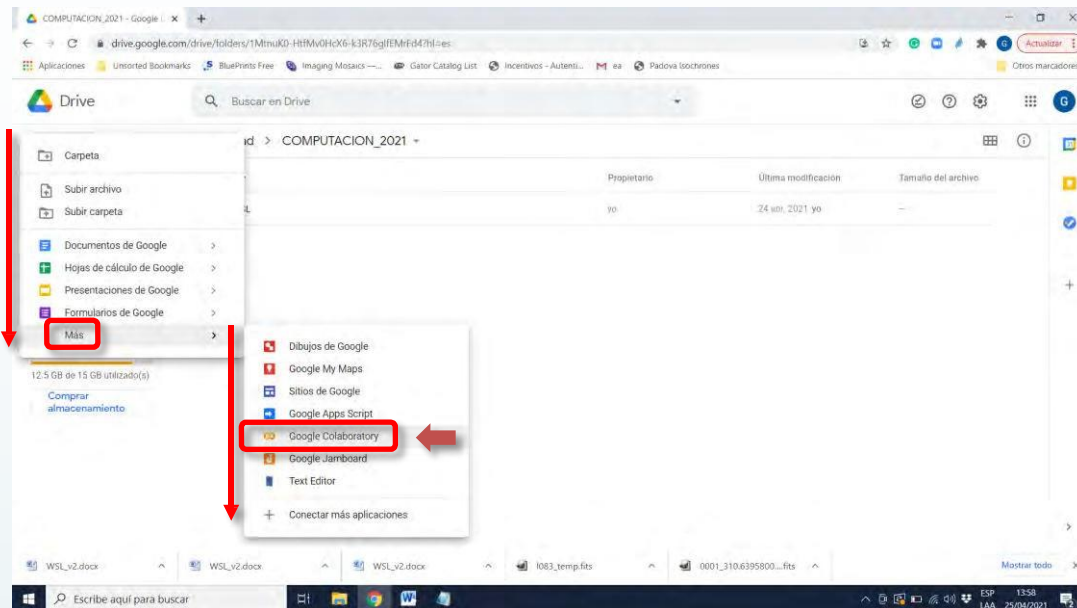 COMPUTACION_2021 - Google
drive.google.com/drive/folders/1MtnuK0-HtfMv0HcX6-k3R76glfEMrFd4?hl=es
Actualizar
Aplicaciones Unsorted Bookmarks BluePrints Free Imaging Mosaics —... Gator Catalog List Incentivos - Autenti... ea Padova Isochrones Otros marcadores
Drive
Buscar en Drive
G
COMPUTACION_2021
Propietario Última modificación Tamaño del archivo
yo 24 abr. 2021 yo —
Carpeta
Subir archivo
Subir carpeta
Documentos de Google
Hojas de cálculo de Google
Presentaciones de Google
Formularios de Google
Más
12.5 GB de 15 GB utilizado(s)
Comprar
almacenamiento
Dibujos de Google
Google My Maps
Sitios de Google
Google Apps Script
Google Colaboratory
Google Jamboard
Text Editor
Conectar más aplicaciones
WSL_v2.docx WSL_v2.docx WSL_v2.docx l083_temp.fits 0001_310.6395800....fits Mostrar todo
Escribe aquí para buscar
ESP 13:58
LAA 25/04/2021